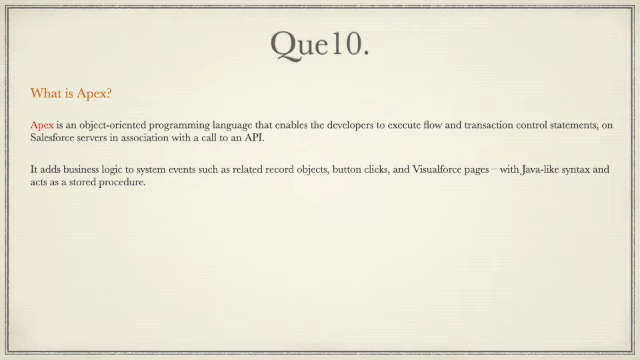 Que10.
What is Apex?
Apex is an object-oriented programming language that enables the developers to execute flow and transaction control statements, on
Salesforce servers in association with a call to an API.
It adds business logic to system events such as related record objects, button clicks, and Visualforce pages – with Java-like syntax and
acts as a stored procedure.